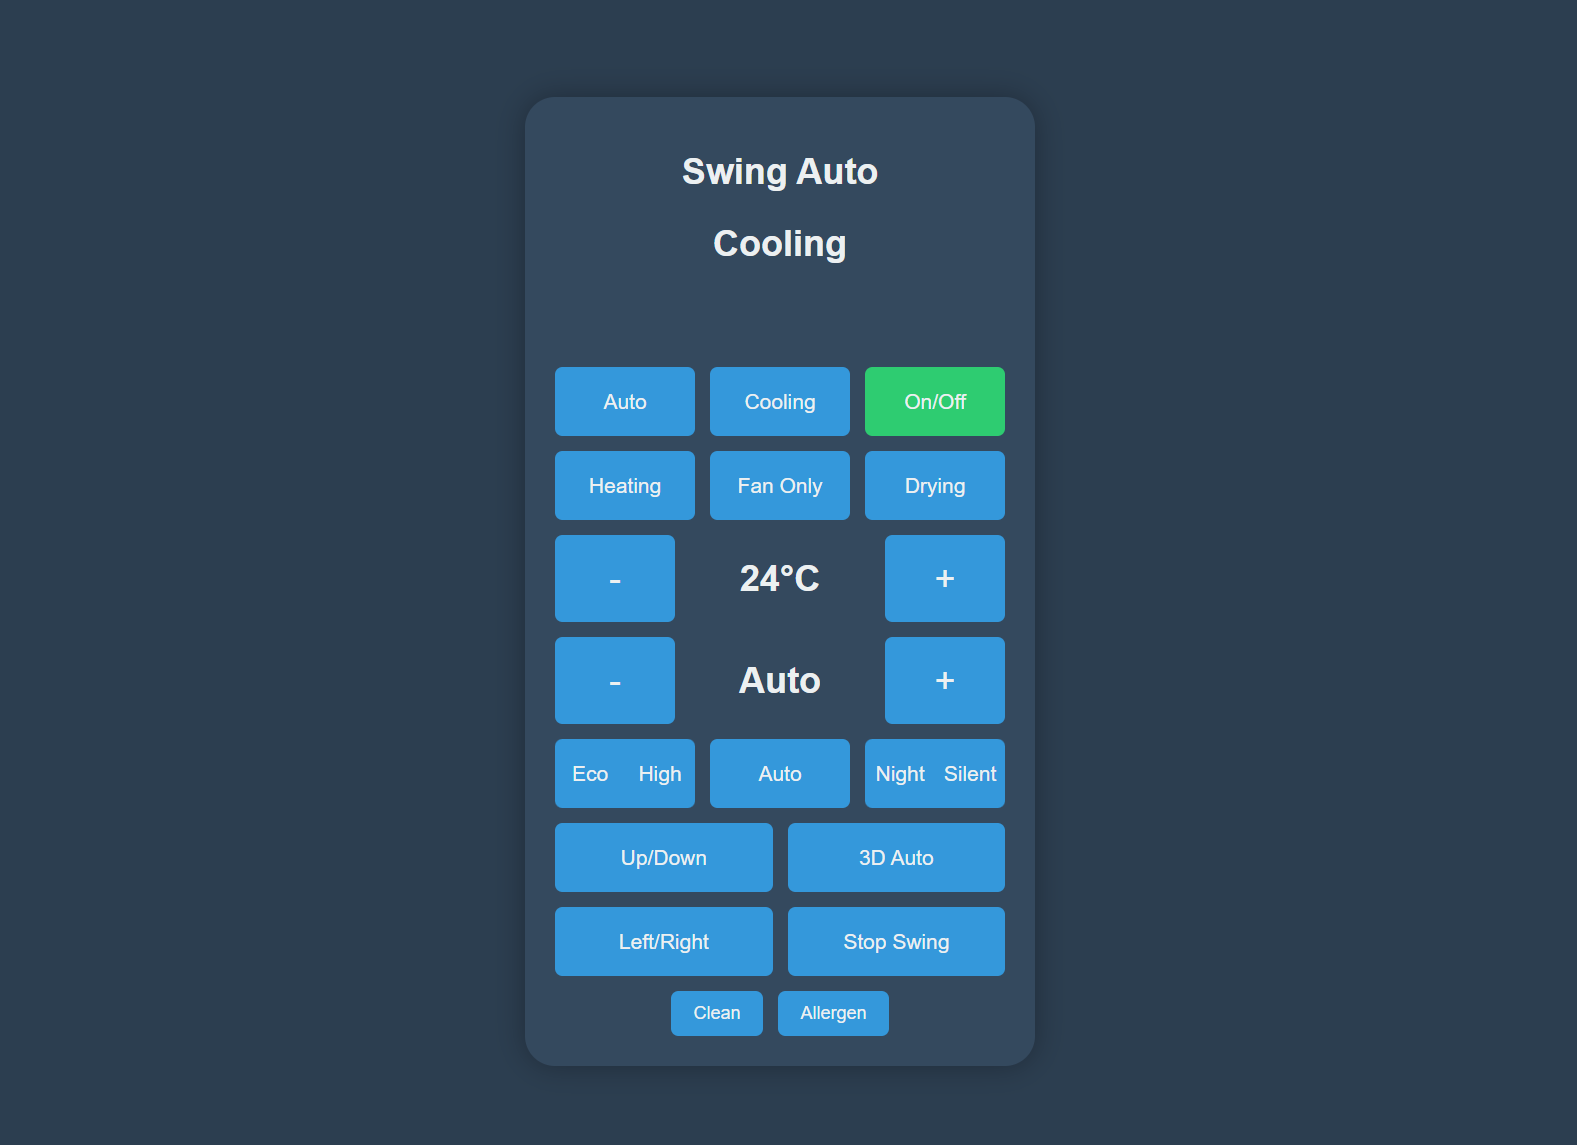 Swing Auto
Cooling
Auto Cooling On/Off
Heating Fan Only Drying
- 24°C +
- Auto +
Eco High Auto Night Silent
Up/Down 3D Auto
Left/Right Stop Swing
Clean Allergen